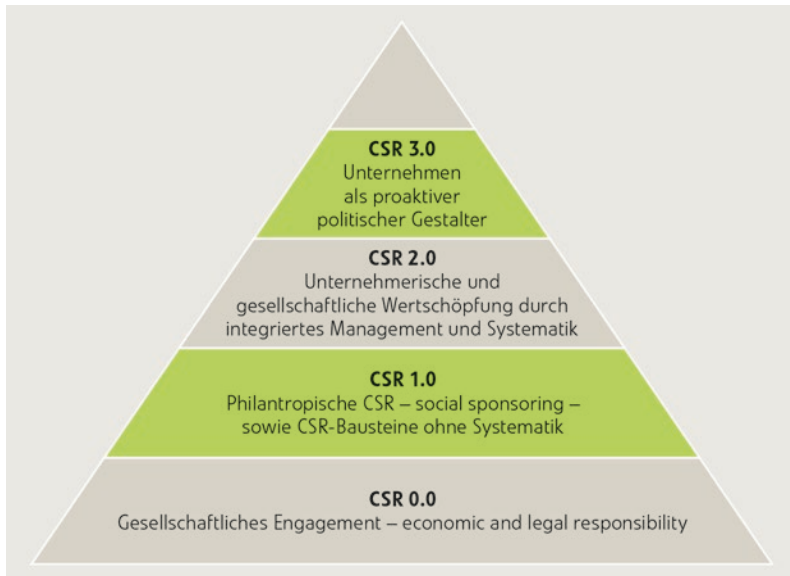 CSR 3.0
Unternehmen
als proaktiver
politischer Gestalter
CSR 2.0
Unternehmerische und
gesellschaftliche Wertschöpfung durch
integriertes Management und Systematik
CSR 1.0
Philantropische CSR – social sponsoring –
sowie CSR-Bausteine ohne Systematik
CSR 0.0
Gesellschaftliches Engagement – economic and legal responsibility